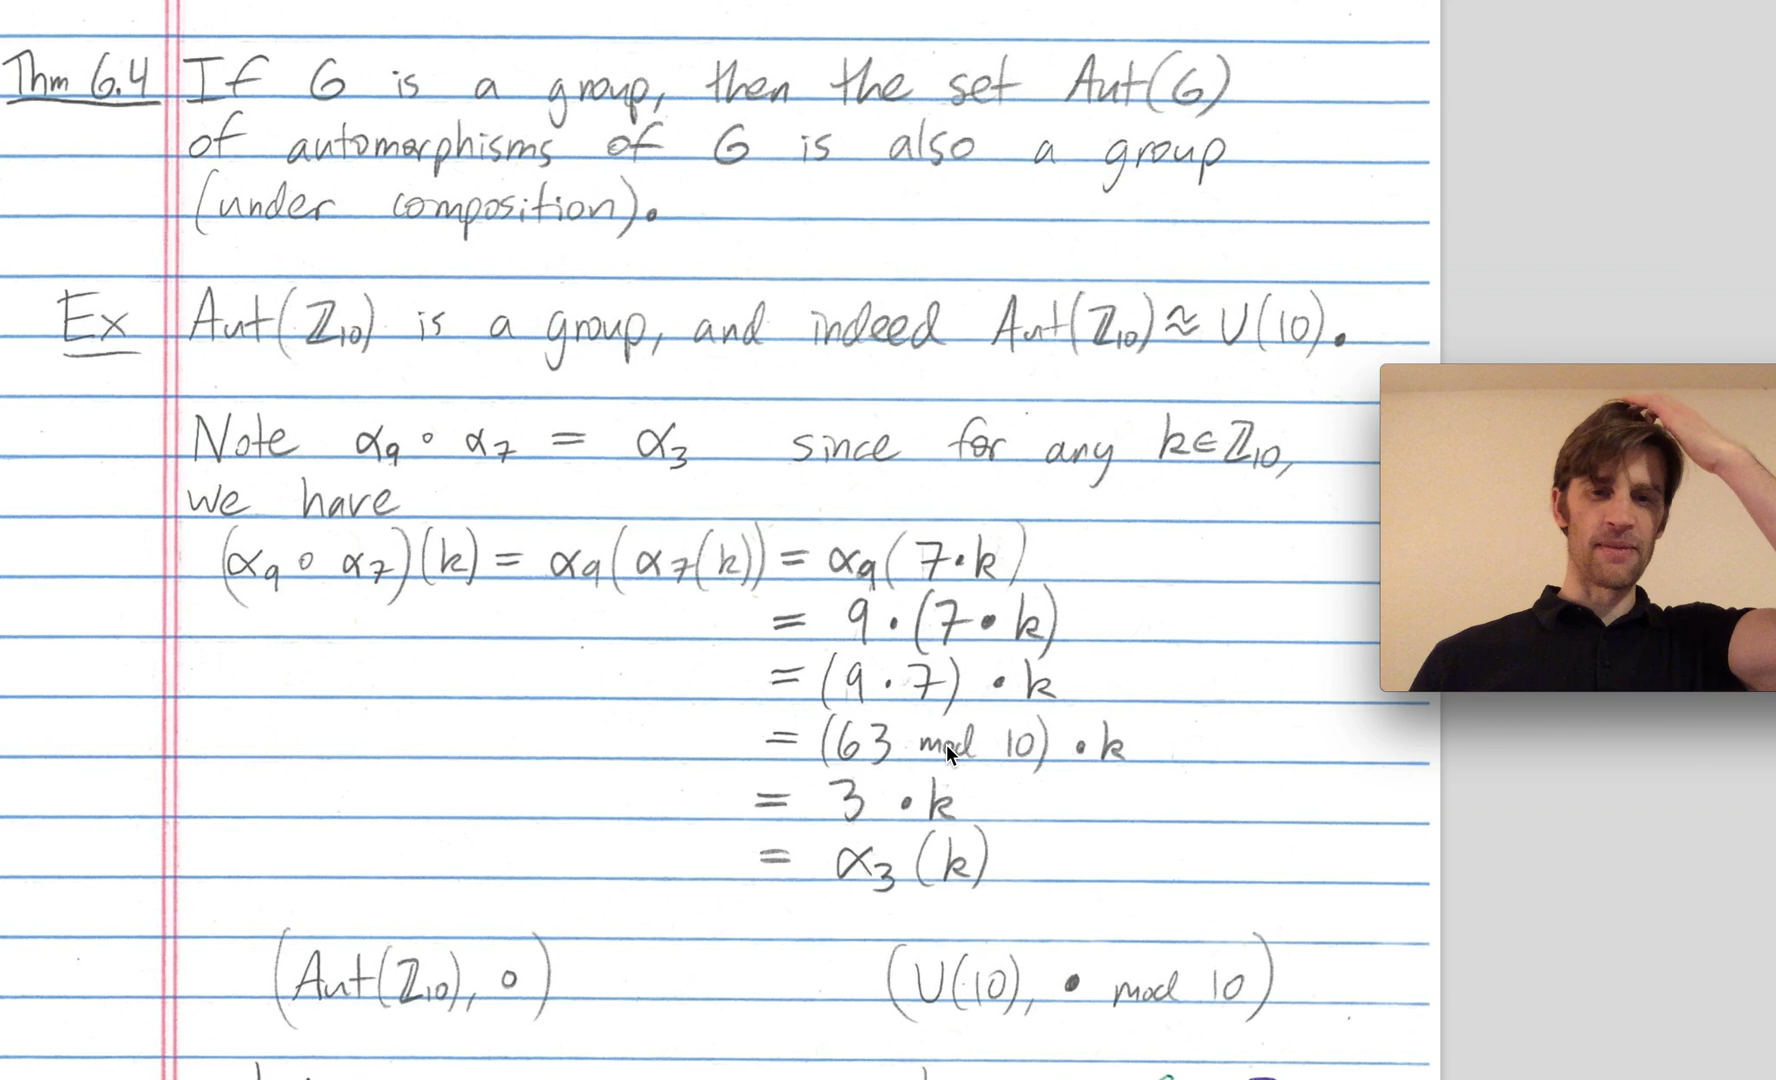 Thm 6.4 If G is a group, then the set Aut(G)
of automorphisms of G is also a group
(under composition).
Ex Aut(ℤ₁₀) is a group, and indeed Aut(ℤ₁₀) ≈ U(10).
Note α₉ ∘ α₇ = α₃ since for any k∈ℤ₁₀,
we have
(α₉ ∘ α₇)(k) = α₉(α₇(k)) = α₉(7·k)
= 9·(7·k)
= (9·7)·k
= (63 mod 10)·k
= 3·k
= α₃(k)
(Aut(ℤ₁₀), ∘) (U(10), · mod 10)